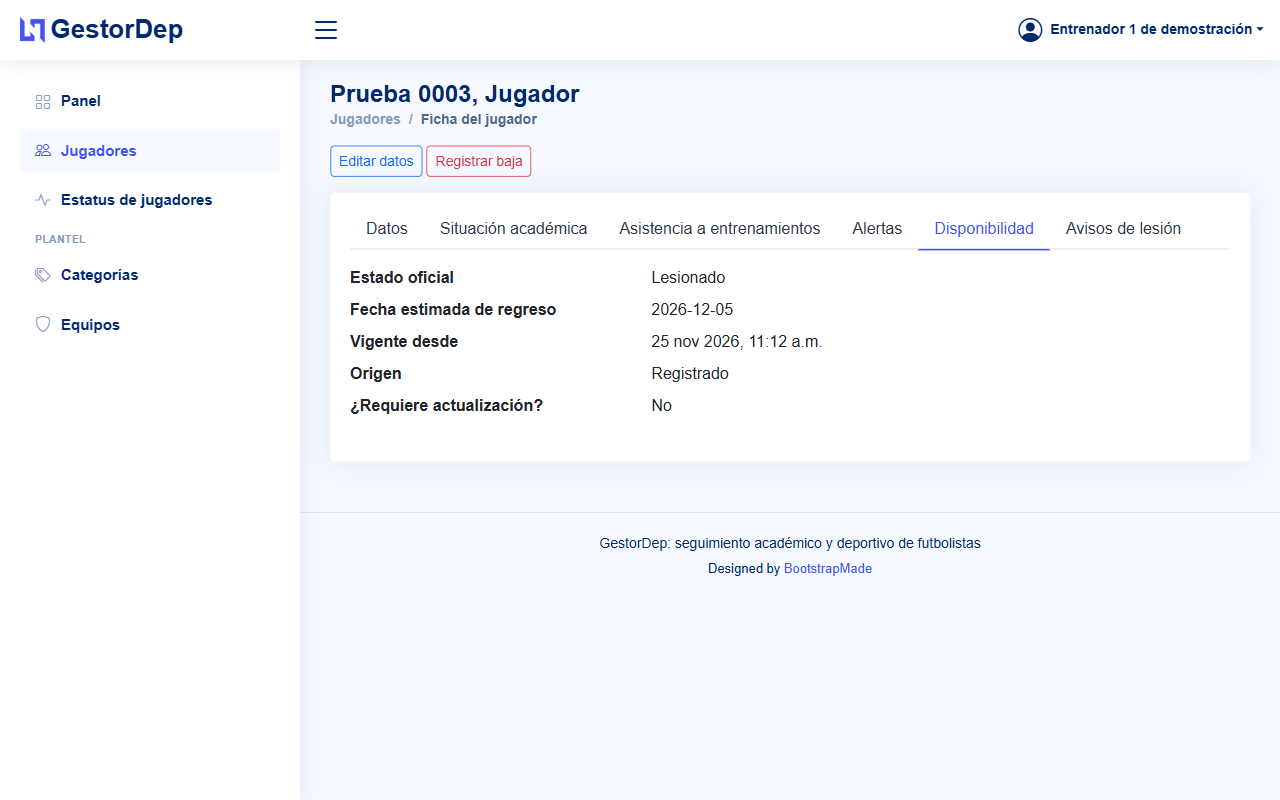 GestorDep
Entrenador 1 de demostración
Panel
Jugadores
Estatus de jugadores
PLANTEL
Categorías
Equipos
Prueba 0003, Jugador
Jugadores / Ficha del jugador
Editar datos Registrar baja
Datos Situación académica Asistencia a entrenamientos Alertas Disponibilidad Avisos de lesión
Estado oficial Lesionado
Fecha estimada de regreso 2026-12-05
Vigente desde 25 nov 2026, 11:12 a.m.
Origen Registrado
¿Requiere actualización? No
GestorDep: seguimiento académico y deportivo de futbolistas
Designed by BootstrapMade